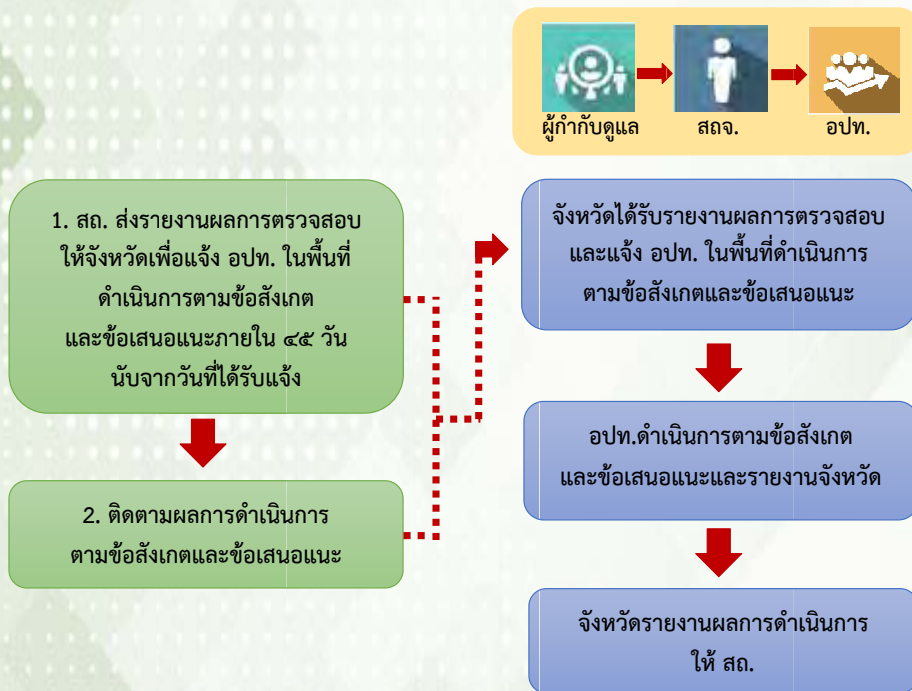 ผู้กำกับดูแล
สถจ.
อปท.
1. สถ. ส่งรายงานผลการตรวจสอบ
ให้จังหวัดเพื่อแจ้ง อปท. ในพื้นที่
ดำเนินการตามข้อสังเกต
และข้อเสนอแนะภายใน ๔๕ วัน
นับจากวันที่ได้รับแจ้ง
2. ติดตามผลการดำเนินการ
ตามข้อสังเกตและข้อเสนอแนะ
จังหวัดได้รับรายงานผลการตรวจสอบ
และแจ้ง อปท. ในพื้นที่ดำเนินการ
ตามข้อสังเกตและข้อเสนอแนะ
อปท.ดำเนินการตามข้อสังเกต
และข้อเสนอแนะและรายงานจังหวัด
จังหวัดรายงานผลการดำเนินการ
ให้ สถ.